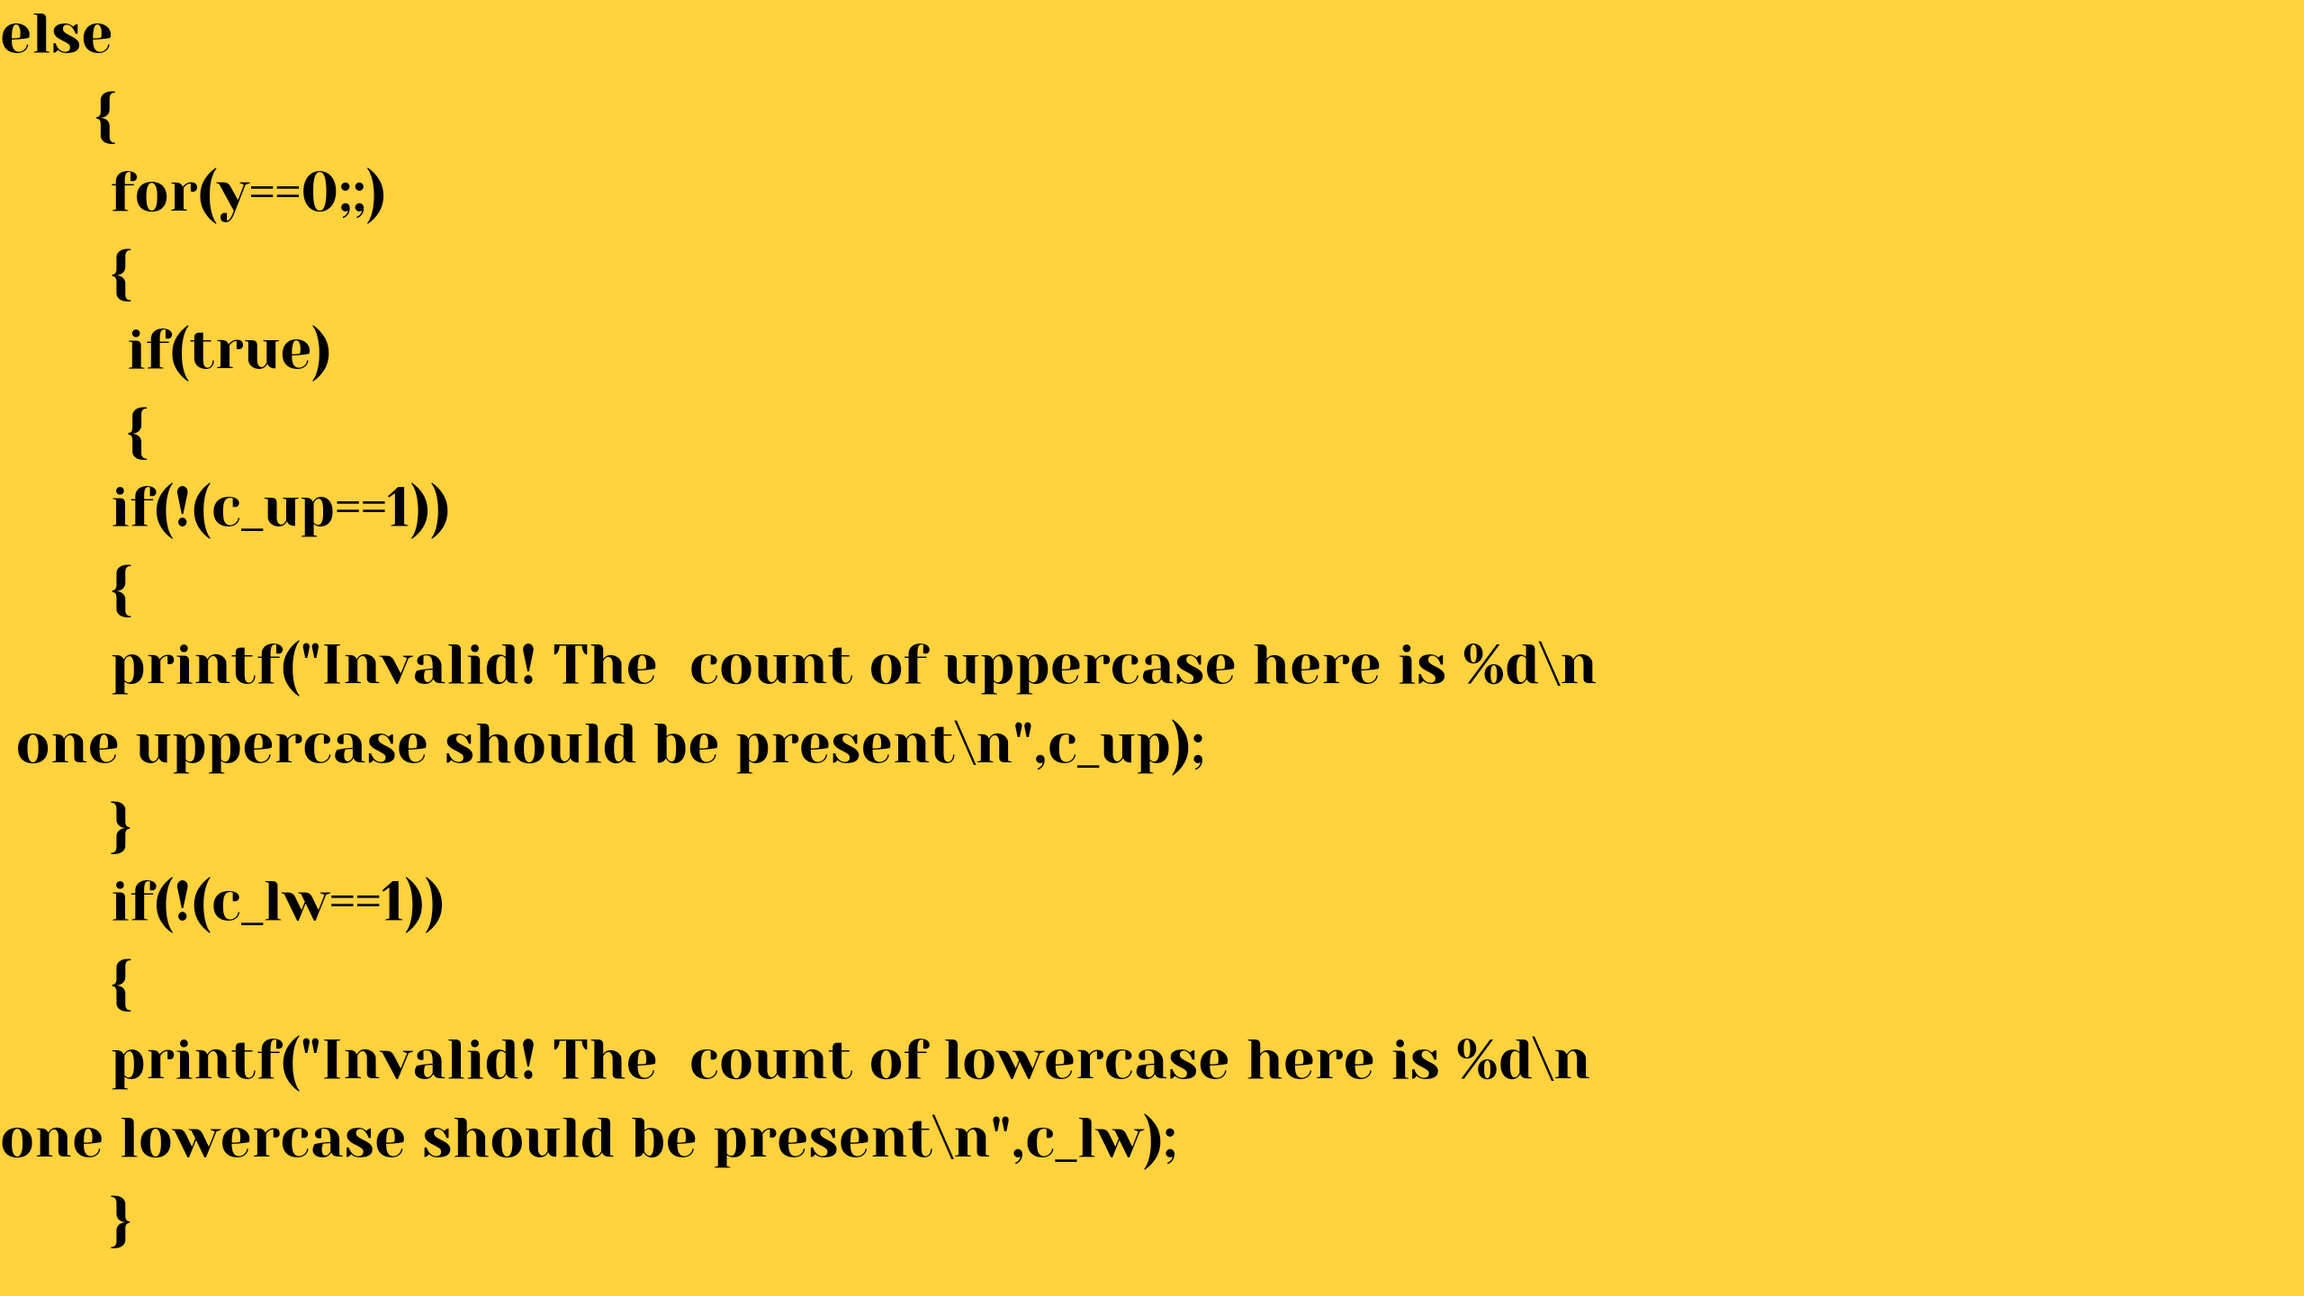 else
{
for(y==0;;)
{
if(true)
{
if(!(c_up==1))
{
printf("Invalid! The  count of uppercase here is %d\n
one uppercase should be present\n",c_up);
}
if(!(c_lw==1))
{
printf("Invalid! The  count of lowercase here is %d\n
one lowercase should be present\n",c_lw);
}